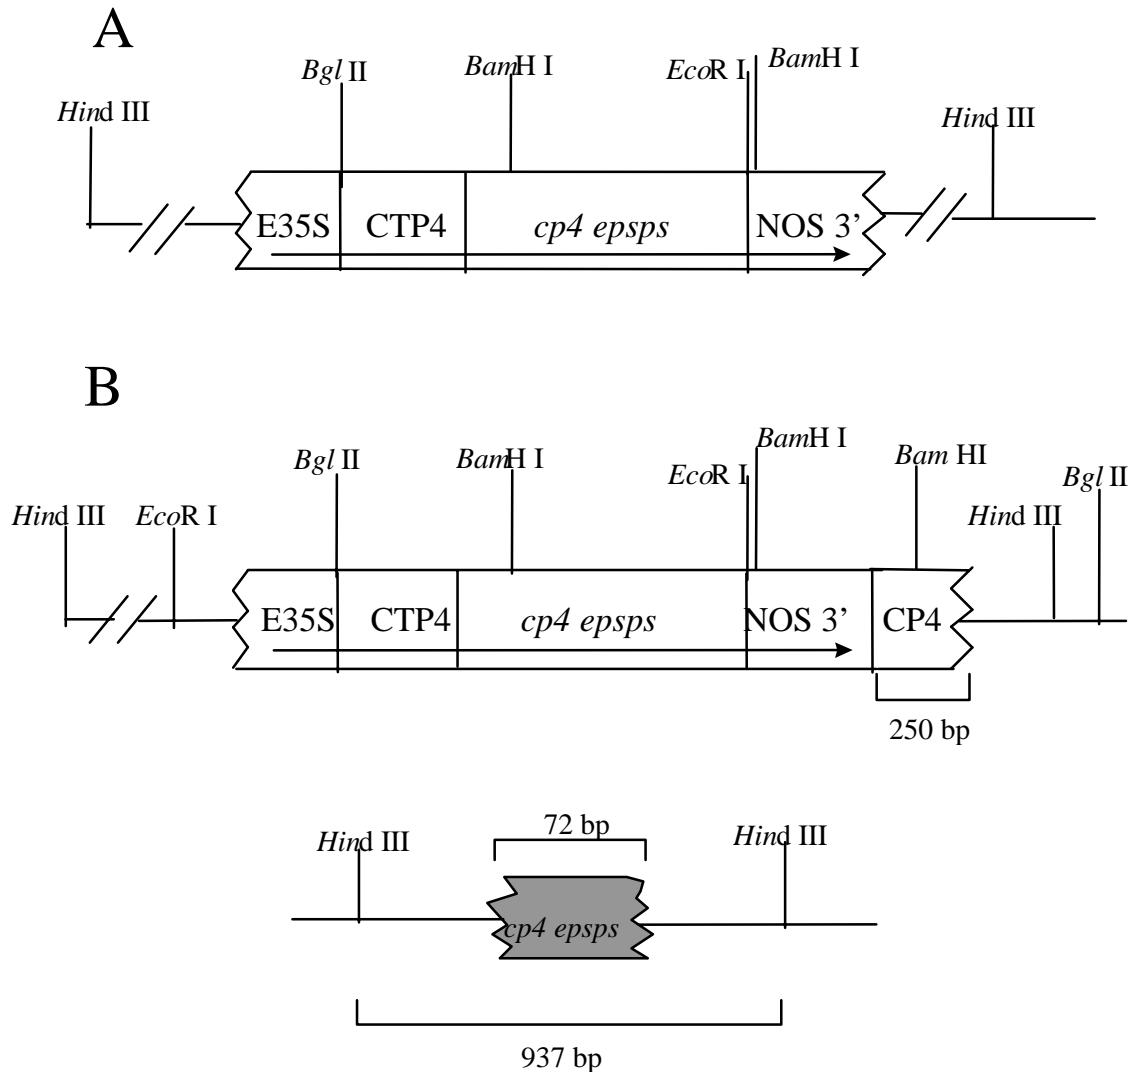 A
Bgl II
BamH I
EcoR I
BamH I
Hind III
Hind III
E35S
CTP4
cp4 epsps
NOS 3’
B
Bgl II
BamH I
EcoR I
BamH I
Bam HI
Bgl II
Hind III
EcoR I
Hind III
E35S
CTP4
cp4 epsps
NOS 3’
CP4
250 bp
72 bp
Hind III
Hind III
cp4 epsps
937 bp